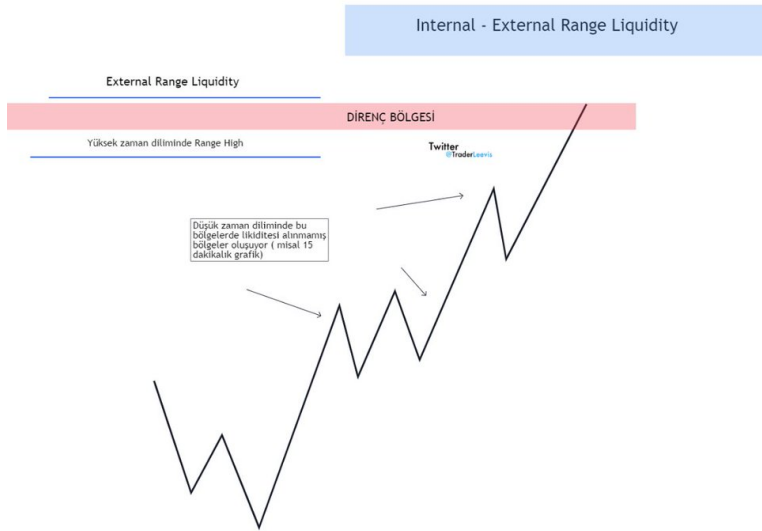 Internal - External Range Liquidity
External Range Liquidity
DİRENÇ BÖLGESİ
Yüksek zaman diliminde Range High
Twitter
@TraderLeavis
Düşük zaman diliminde bu
bölgelerde likiditesi alınmamış
bölgeler oluşuyor ( misal 15
dakikalık grafik)